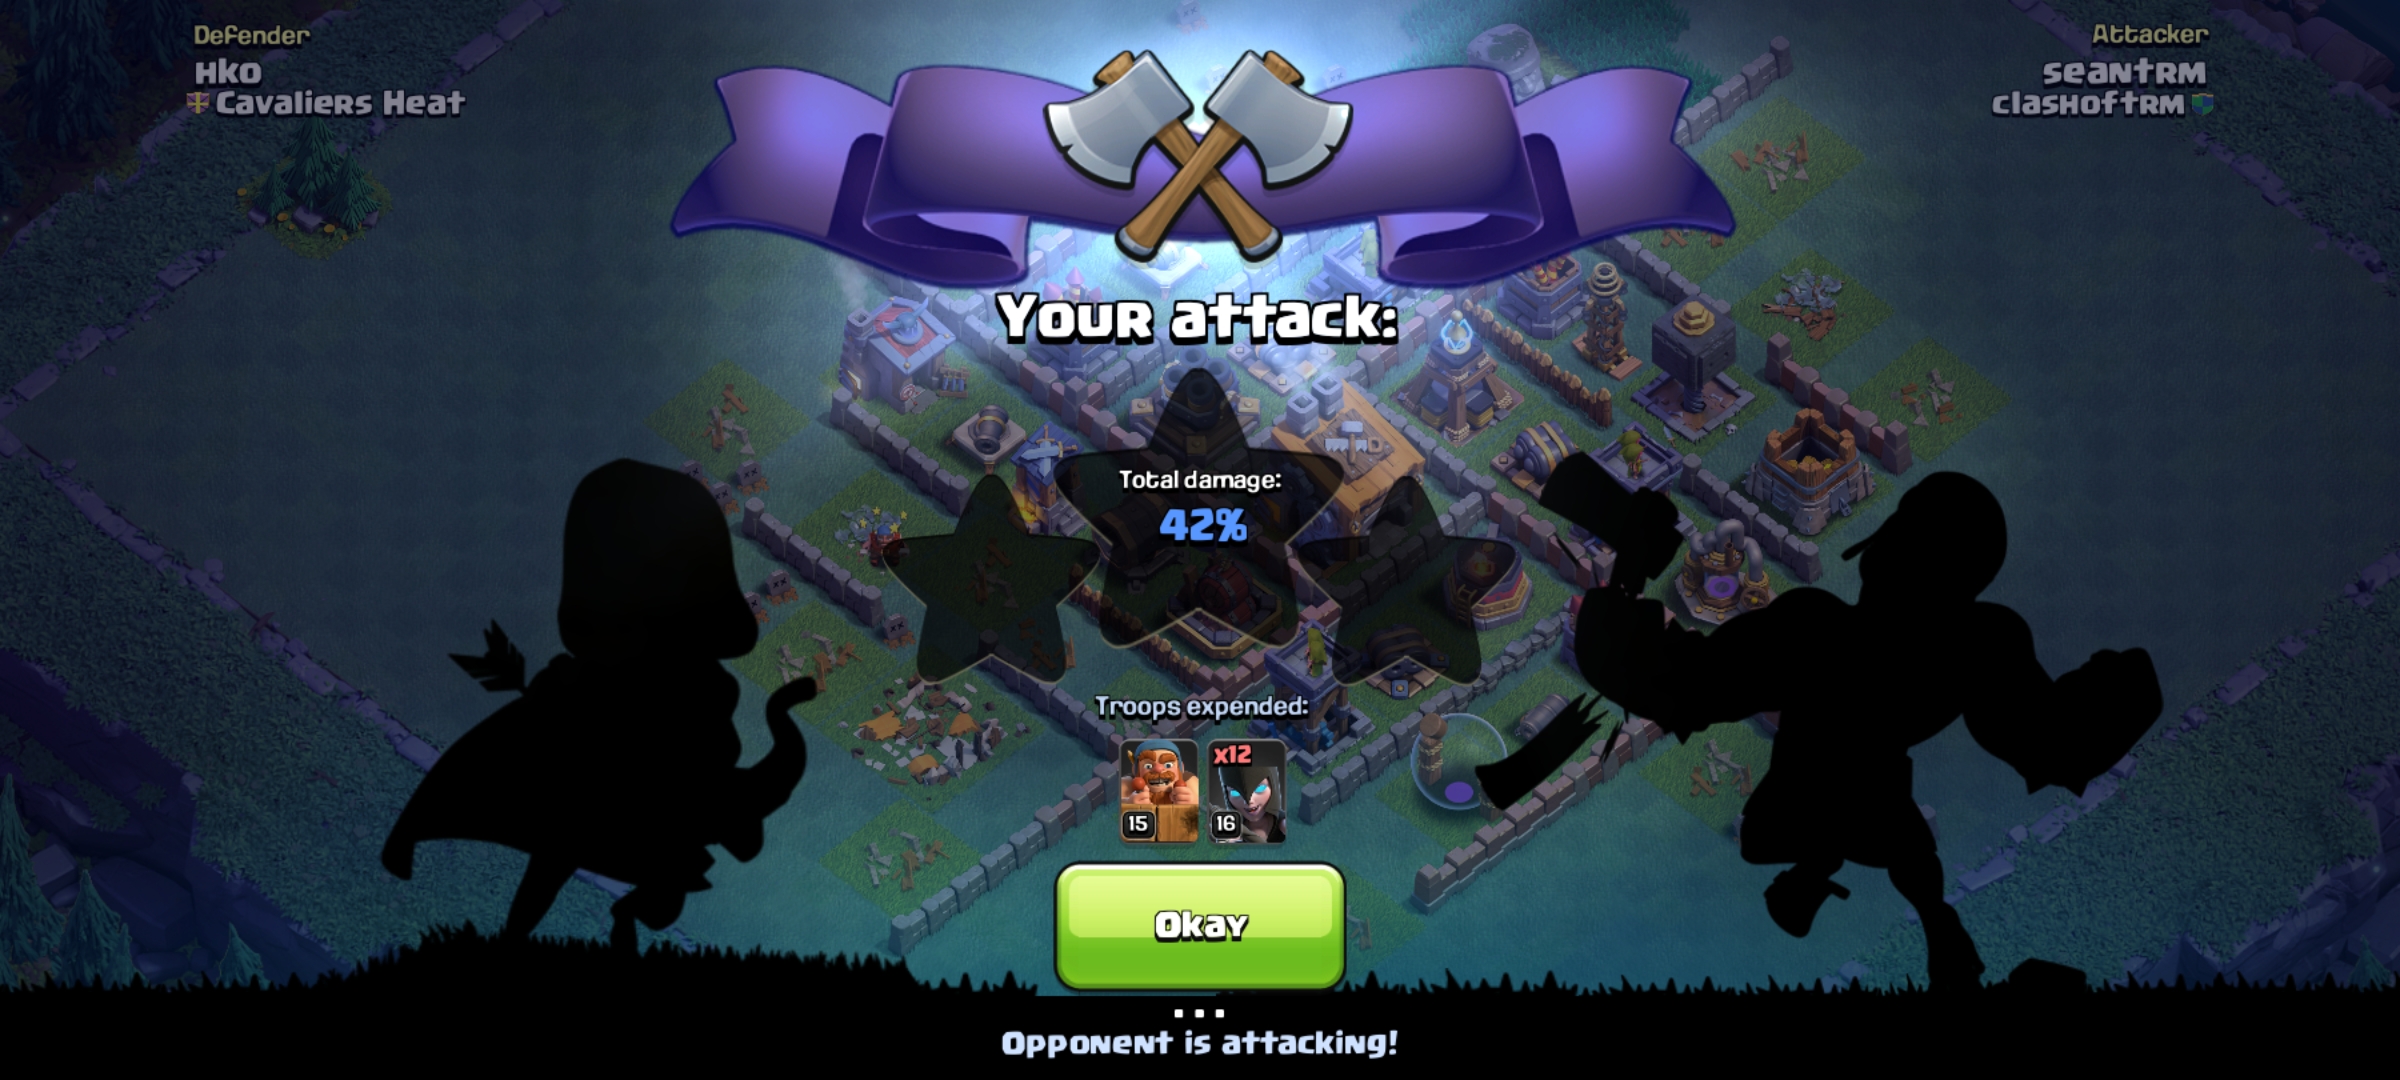 Defender
HKO
Cavaliers Heat
Attacker
seantRM
clashoftRM
Your attack:
Total damage:
42%
Troops expended:
x12
15
16
Okay
...
Opponent is attacking!